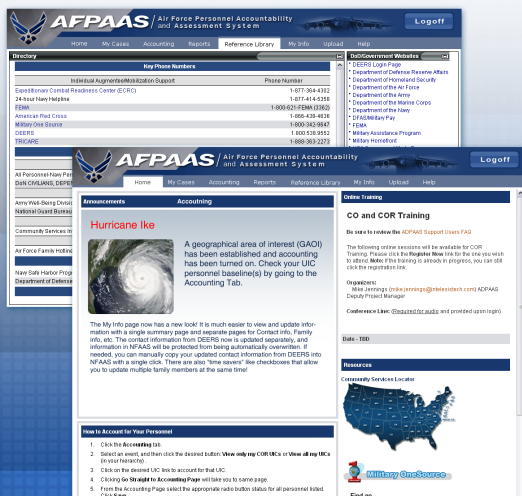 AFPAAS / Air Force Personnel Accountability
and Assessment System
Logoff
Home My Cases Accounting Reports Reference Library My Info Upload Help
Directory
Key Phone Numbers
Individual Augmentee/Mobilization Support Phone Number
Expeditionary Combat Readiness Center (ECRC) 1-877-364-4302
24-hour Navy Helpline 1-877-414-5358
FEMA 1-800-621-FEMA (3362)
American Red Cross 1-866-438-4636
Military One Source 1-800-342-9647
DEERS 1.800.538.9552
TRICARE 1-888-363-2273
DoD/Government Websites
* DEERS Login Page
* Department of Defense Reserve Affairs
* Department of Homeland Security
* Department of the Air Force
* Department of the Army
* Department of the Marine Corps
* Department of the Navy
* DFAS/Military Pay
* FEMA
* Military Assistance Program
* Military Homefront
All Personnel-Navy Per
DoN CIVILIANS, DEPEN
Army Well-Being Divisi
National Guard Bureau
Community Services In
Air Force Family Hotline
Navy Safe Harbor Progr
Department of Defense
AFPAAS / Air Force Personnel Accountability
and Assessment System
Logoff
Home My Cases Accounting Reports Reference Library My Info Upload Help
Announcements Accoutning
Hurricane Ike
A geographical area of interest (GAOI)
has been established and accounting
has been turned on. Check your UIC
personnel baseline(s) by going to the
Accounting Tab.
The My Info page now has a new look! It is much easier to view and update infor-
mation with a single summary page and separate pages for Contact info, Family
info, etc. The contact information from DEERS now is updated separately, and
information in NFAAS will be protected from being automatically overwritten. If
needed, you can manually copy your updated contact information from DEERS into
NFAAS with a single click. There are also "time savers" like checkboxes that allow
you to update multiple family members at the same time!
How to Account for Your Personnel
1. Click the Accounting tab.
2. Select an event, and then click the desired button: View only my COR UICs or View all my UICs
(in your hierarchy) .
3. Click on the desired UIC link to account for that UIC.
4. Clicking Go Straight to Accounting Page will take you to same page.
5. From the Accounting Page select the appropriate radio button status for all personnel listed.
Click Save
Online Training
CO and COR Training
Be sure to review the ADPAAS Support Users FAQ
The following online sessions will be available for COR
Training. Please click the Register Now link for the one you wish
to attend. Note: If the training is already in progress, you can still
click the registration link.
Organizers:
Mike Jennings (mike.jennings@intelesistech.com) ADPAAS
Deputy Project Manager
Conference Line: (Required for audio and provided upon login)
Date - TBD
Resources
Community Services Locator
Military OneSource
Find an